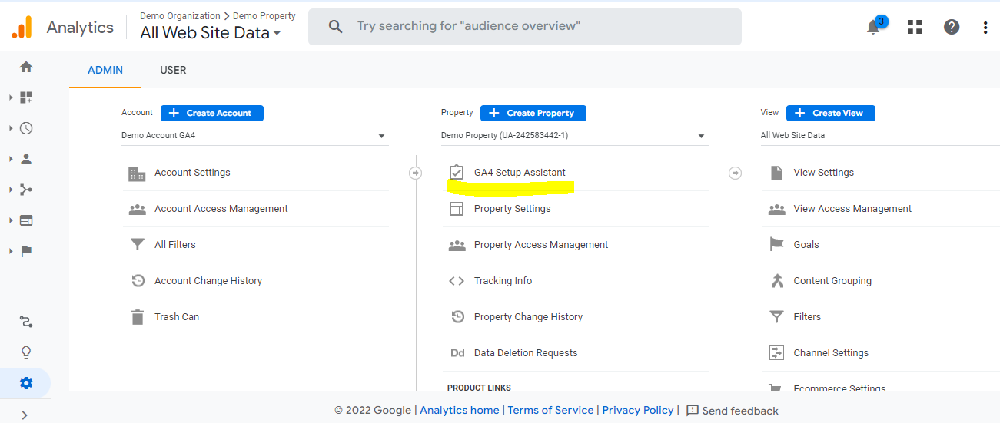 Analytics
Demo Organization > Demo Property
All Web Site Data
Try searching for "audience overview"
3
ADMIN
USER
Account
Create Account
Demo Account GA4
Account Settings
Account Access Management
All Filters
Account Change History
Trash Can
Property
Create Property
Demo Property (UA-242583442-1)
GA4 Setup Assistant
Property Settings
Property Access Management
Tracking Info
Property Change History
Dd Data Deletion Requests
PRODUCT LINKS
View
Create View
All Web Site Data
View Settings
View Access Management
Goals
Content Grouping
Filters
Channel Settings
Ecommerce Settings
© 2022 Google | Analytics home | Terms of Service | Privacy Policy | Send feedback